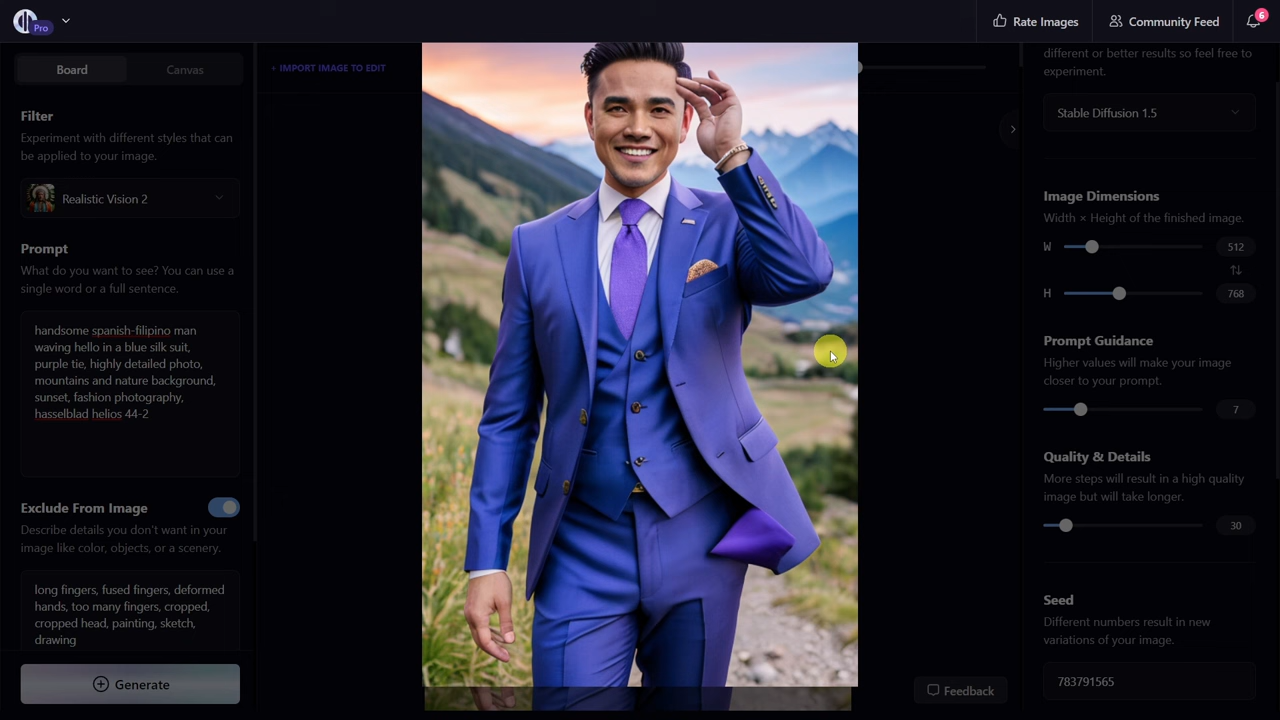 Pro
Rate Images
Community Feed
6
Board
Canvas
+ IMPORT IMAGE TO EDIT
Filter
Experiment with different styles that can
be applied to your image.
Realistic Vision 2
Prompt
What do you want to see? You can use a
single word or a full sentence.
handsome spanish-filipino man
waving hello in a blue silk suit,
purple tie, highly detailed photo,
mountains and nature background,
sunset, fashion photography,
hasselblad helios 44-2
Exclude From Image
Describe details you don't want in your
image like color, objects, or a scenery.
long fingers, fused fingers, deformed
hands, too many fingers, cropped,
cropped head, painting, sketch,
drawing
Generate
Feedback
different or better results so feel free to
experiment.
Stable Diffusion 1.5
Image Dimensions
Width × Height of the finished image.
W
512
H
768
Prompt Guidance
Higher values will make your image
closer to your prompt.
7
Quality & Details
More steps will result in a high quality
image but will take longer.
30
Seed
Different numbers result in new
variations of your image.
783791565